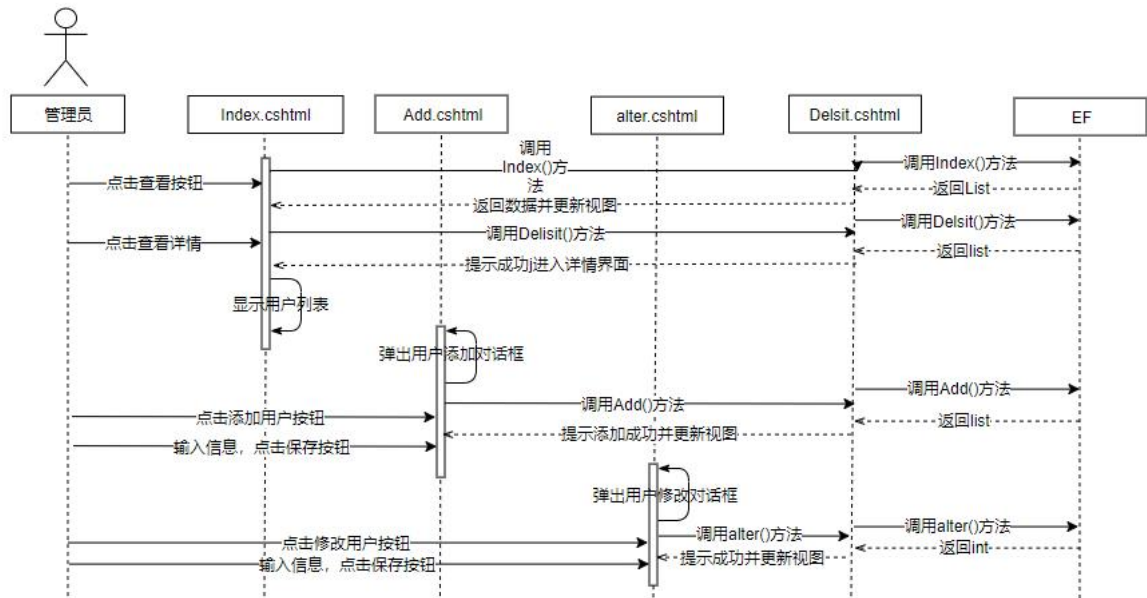 管理员
Index.cshtml
Add.cshtml
alter.cshtml
Delsit.cshtml
EF
调用
Index()方
法
调用Index()方法
点击查看按钮
返回List
返回数据并更新视图
调用Delsit()方法
点击查看详情
调用Delisit()方法
返回list
提示成功j进入详情界面
显示用户列表
弹出用户添加对话框
调用Add()方法
调用Add()方法
点击添加用户按钮
返回list
提示添加成功并更新视图
输入信息，点击保存按钮
弹出用户修改对话框
调用alter()方法
调用alter()方法
点击修改用户按钮
返回int
提示成功并更新视图
输入信息，点击保存按钮